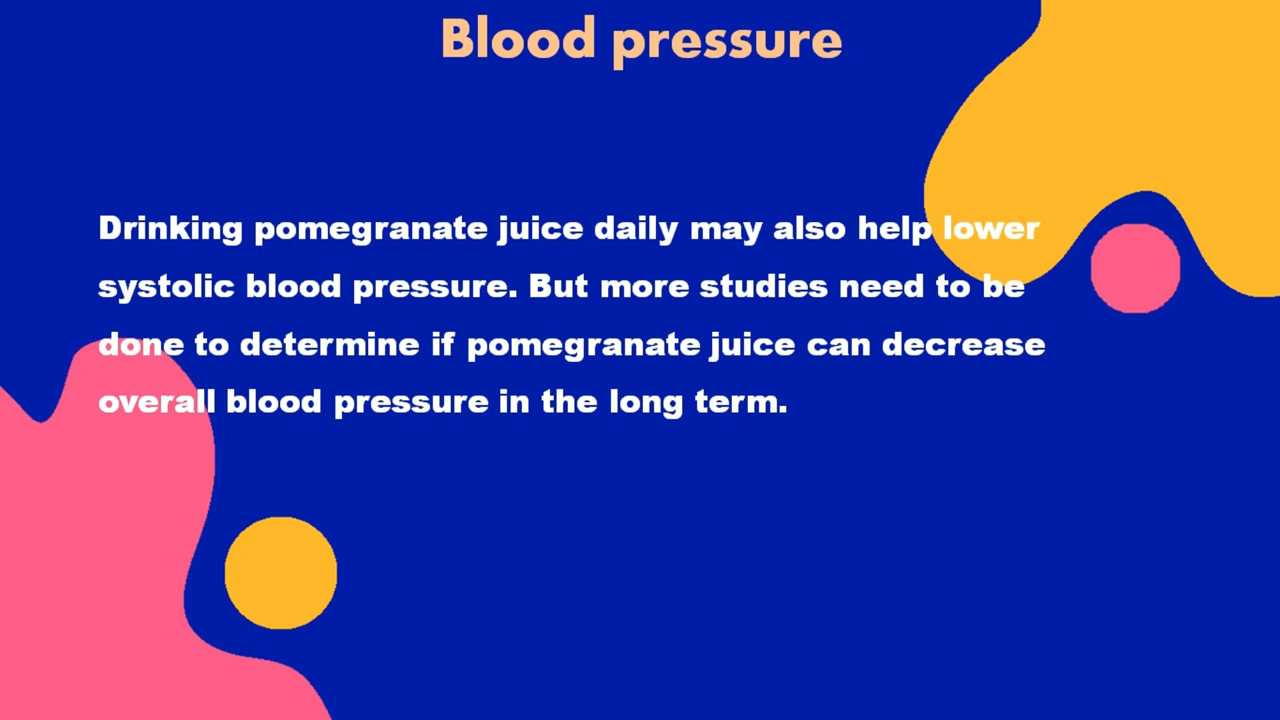 Blood pressure
Drinking pomegranate juice daily may also help lower
systolic blood pressure. But more studies need to be
done to determine if pomegranate juice can decrease
overall blood pressure in the long term.